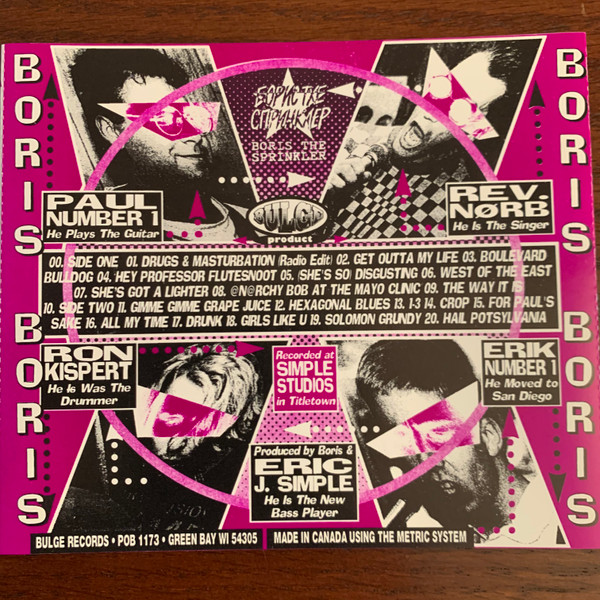 BORIS
BORIS
БОРИС ТХЕ
СПРИНКЛЕР
BORIS THE
SPRINKLER
BULGE
product
PAUL
NUMBER 1
He Plays The Guitar
REV.
NØRB
He Is The Singer
00. SIDE ONE 01. DRUGS & MASTURBATION (Radio Edit) 02. GET OUTTA MY LIFE 03. BOULEVARD
BULLDOG 04. HEY PROFESSOR FLUTESNOOT 05. (SHE'S SO) DISGUSTING 06. WEST OF THE EAST
07. SHE'S GOT A LIGHTER 08. @N@RCHY BOB AT THE MAYO CLINIC 09. THE WAY IT IS
10. SIDE TWO 11. GIMME GIMME GRAPE JUICE 12. HEXAGONAL BLUES 13. 1-3 14. CROP 15. FOR PAUL'S
SAKE 16. ALL MY TIME 17. DRUNK 18. GIRLS LIKE U 19. SOLOMON GRUNDY 20. HAIL POTSYLVANIA
BORIS
BORIS
RON
KISPERT
He Is Was The
Drummer
Recorded at
SIMPLE
STUDIOS
in Titletown
ERIK
NUMBER 1
He Moved to
San Diego
Produced by Boris &
ERIC
J. SIMPLE
He Is The New
Bass Player
BULGE RECORDS • POB 1173 • GREEN BAY WI 54305
MADE IN CANADA USING THE METRIC SYSTEM